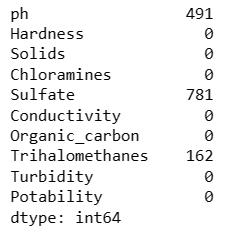 ph 491
Hardness 0
Solids 0
Chloramines 0
Sulfate 781
Conductivity 0
Organic_carbon 0
Trihalomethanes 162
Turbidity 0
Potability 0
dtype: int64